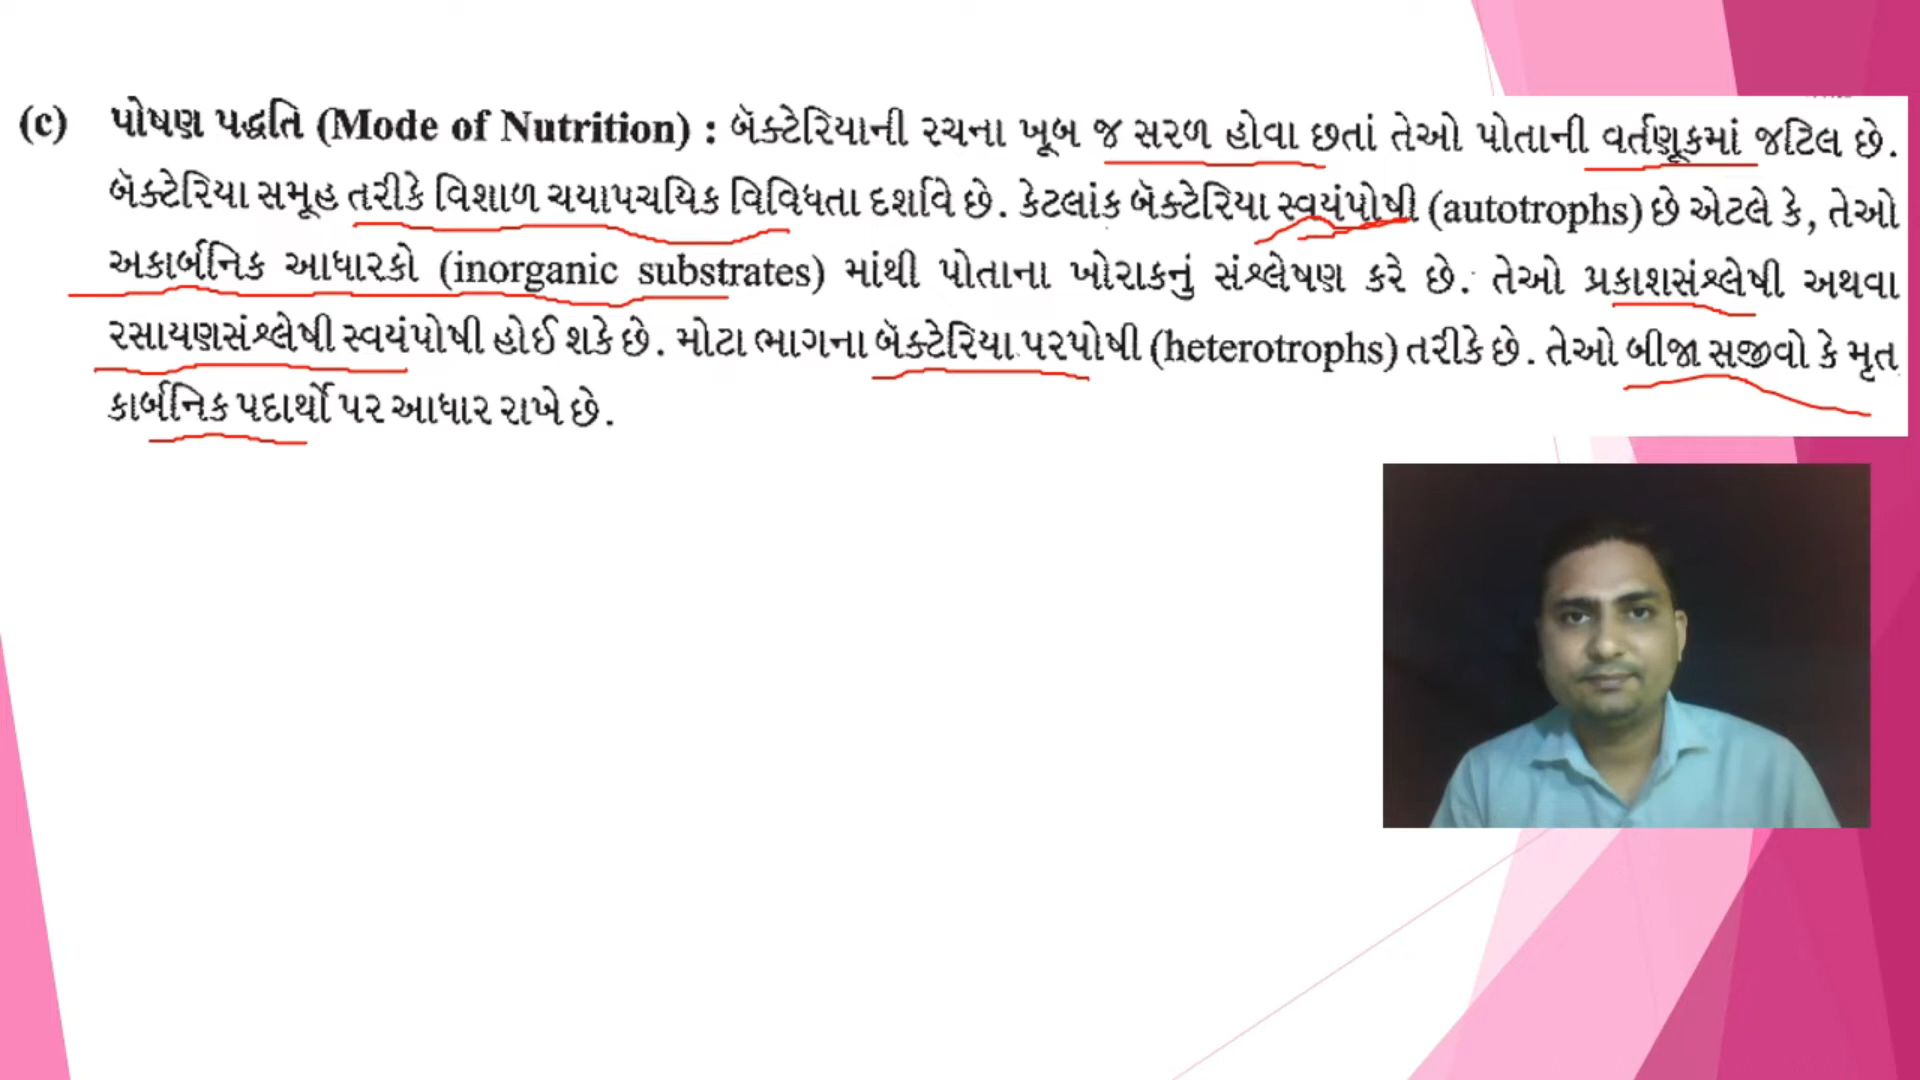 (c) પોષણ પદ્ધતિ (Mode of Nutrition) : બૅક્ટેરિયાની રચના ખૂબ જ સરળ હોવા છતાં તેઓ પોતાની વર્તણૂકમાં જટિલ છે.
બૅક્ટેરિયા સમૂહ તરીકે વિશાળ ચયાપચયિક વિવિધતા દર્શાવે છે. કેટલાંક બૅક્ટેરિયા સ્વયંપોષી (autotrophs) છે એટલે કે, તેઓ
અકાર્બનિક આધારકો (inorganic substrates) માંથી પોતાના ખોરાકનું સંશ્લેષણ કરે છે. તેઓ પ્રકાશસંશ્લેષી અથવા
રસાયણસંશ્લેષી સ્વયંપોષી હોઈ શકે છે. મોટા ભાગના બૅક્ટેરિયા પરપોષી (heterotrophs) તરીકે છે. તેઓ બીજા સજીવો કે મૃત
કાર્બનિક પદાર્થો પર આધાર રાખે છે.